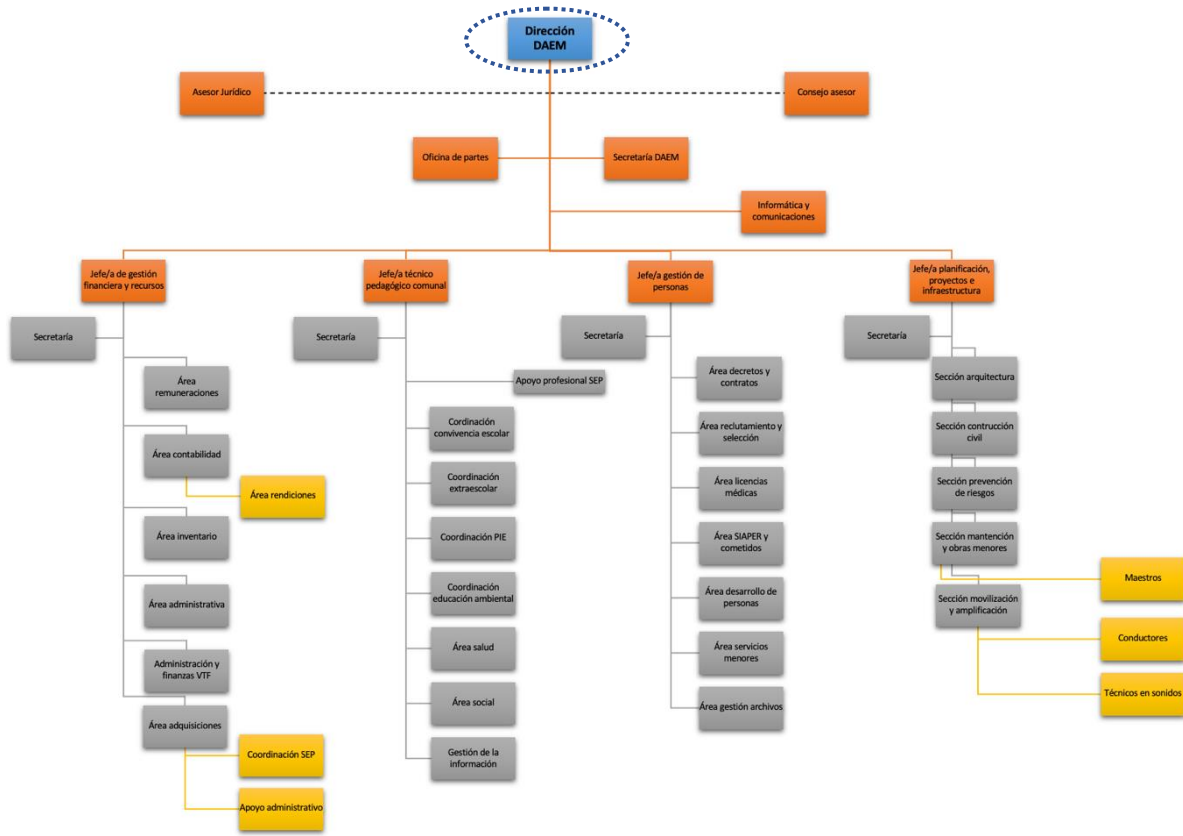 Dirección
DAEM
Asesor Jurídico
Consejo asesor
Oficina de partes
Secretaría DAEM
Informática y
comunicaciones
Jefe/a de gestión
financiera y recursos
Jefe/a técnico
pedagógico comunal
Jefe/a gestión de
personas
Jefe/a planificación,
proyectos e
infraestructura
Secretaría
Secretaría
Secretaría
Secretaría
Área
remuneraciones
Área contabilidad
Área rendiciones
Área inventario
Área administrativa
Administración y
finanzas VTF
Área adquisiciones
Coordinación SEP
Apoyo administrativo
Apoyo profesional SEP
Cordinación
convivencia escolar
Coordinación
extraescolar
Coordinación PIE
Coordinación
educación ambiental
Área salud
Área social
Gestión de la
información
Área decretos y
contratos
Área reclutamiento y
selección
Área licencias
médicas
Área SIAPER y
cometidos
Área desarrollo de
personas
Área servicios
menores
Área gestión archivos
Sección arquitectura
Sección contrucción
civil
Sección prevención
de riesgos
Sección mantención
y obras menores
Maestros
Sección movilización
y amplificación
Conductores
Técnicos en sonidos